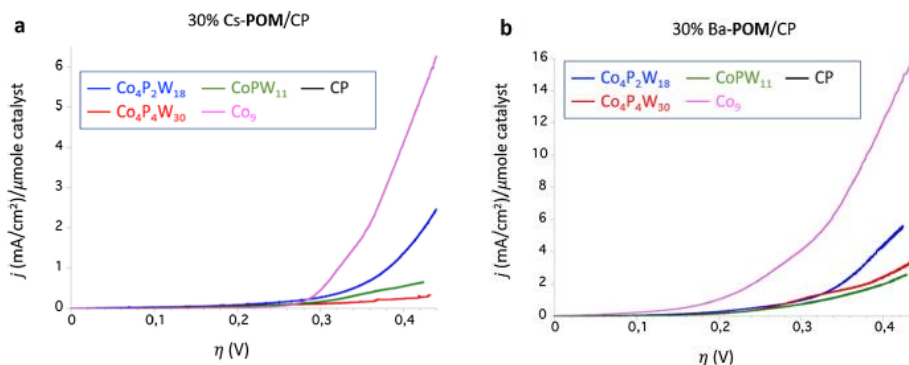 a
30% Cs-POM/CP
j (mA/cm²)/μmole catalyst
6
5
4
3
2
1
0
Co₄P₂W₁₈
CoPW₁₁
CP
Co₄P₄W₃₀
Co₉
0
0,1
0,2
0,3
0,4
η (V)
b
30% Ba-POM/CP
j (mA/cm²)/μmole catalyst
16
14
12
10
8
6
4
2
0
Co₄P₂W₁₈
CoPW₁₁
CP
Co₄P₄W₃₀
Co₉
0
0,1
0,2
0,3
0,4
η (V)